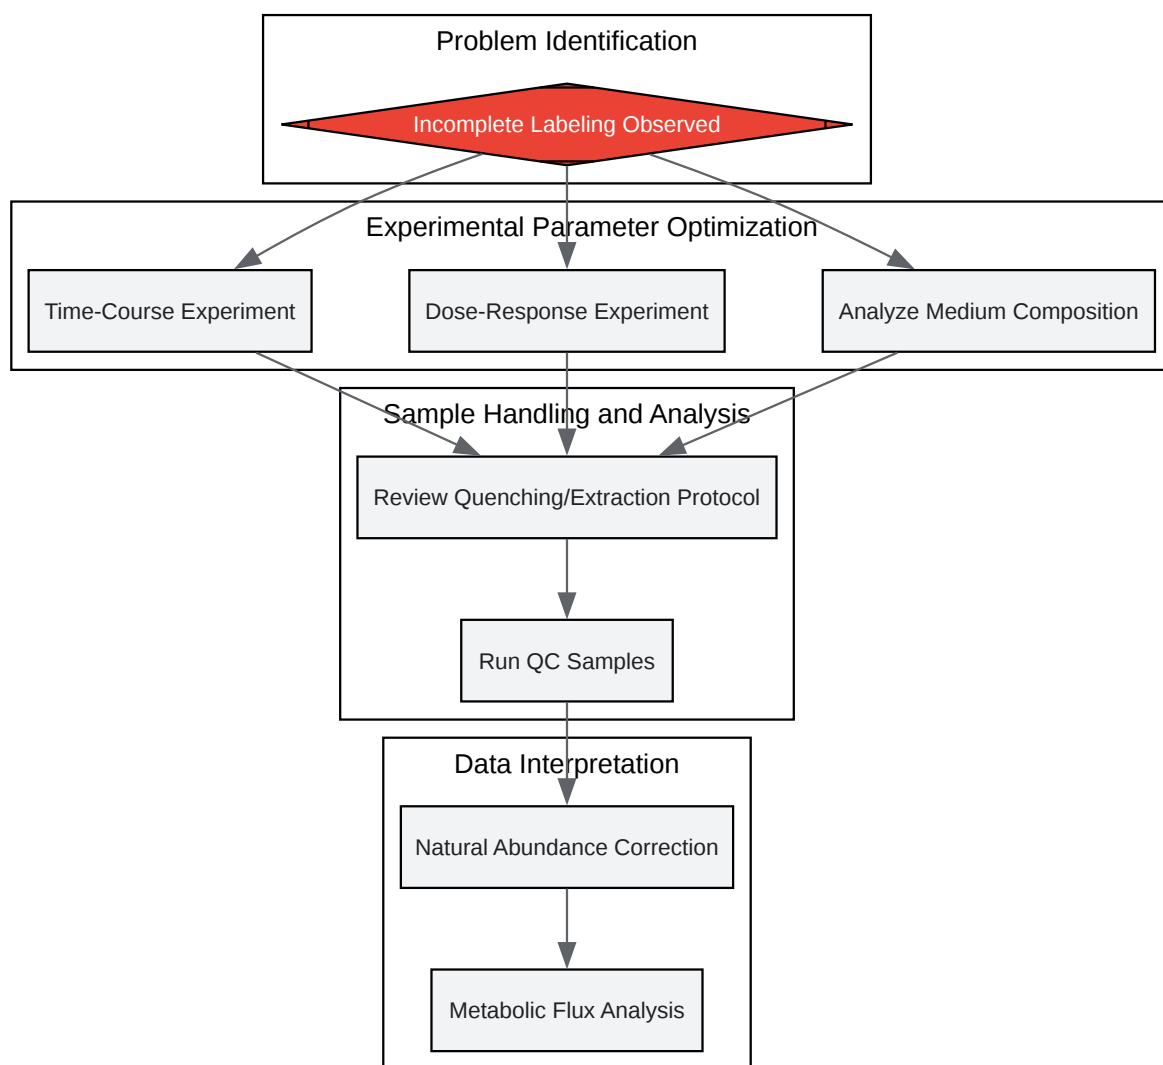 Problem Identification
Incomplete Labeling Observed
Experimental Parameter Optimization
Time-Course Experiment
Dose-Response Experiment
Analyze Medium Composition
Sample Handling and Analysis
Review Quenching/Extraction Protocol
Run QC Samples
Data Interpretation
Natural Abundance Correction
Metabolic Flux Analysis